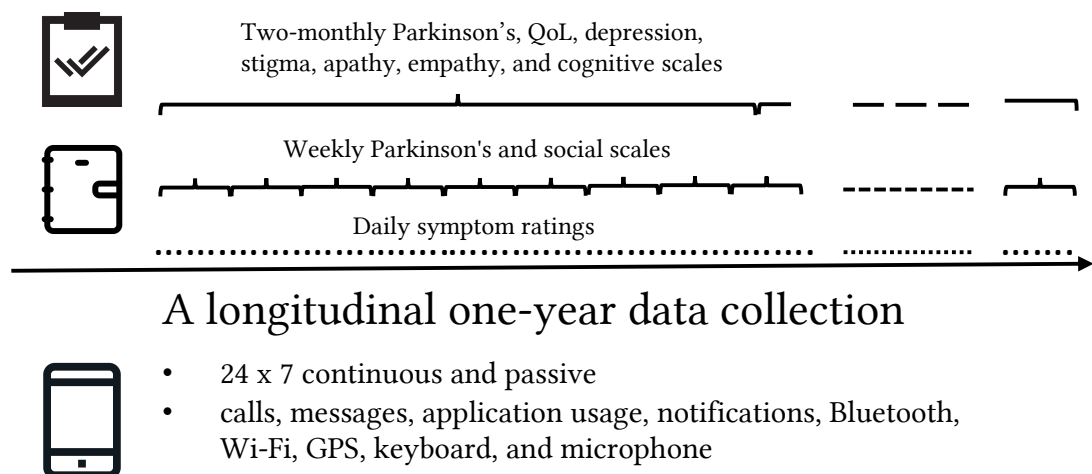 Two-monthly Parkinson’s, QoL, depression,
stigma, apathy, empathy, and cognitive scales
Weekly Parkinson's and social scales
Daily symptom ratings
A longitudinal one-year data collection
• 24 x 7 continuous and passive
• calls, messages, application usage, notifications, Bluetooth,
Wi-Fi, GPS, keyboard, and microphone